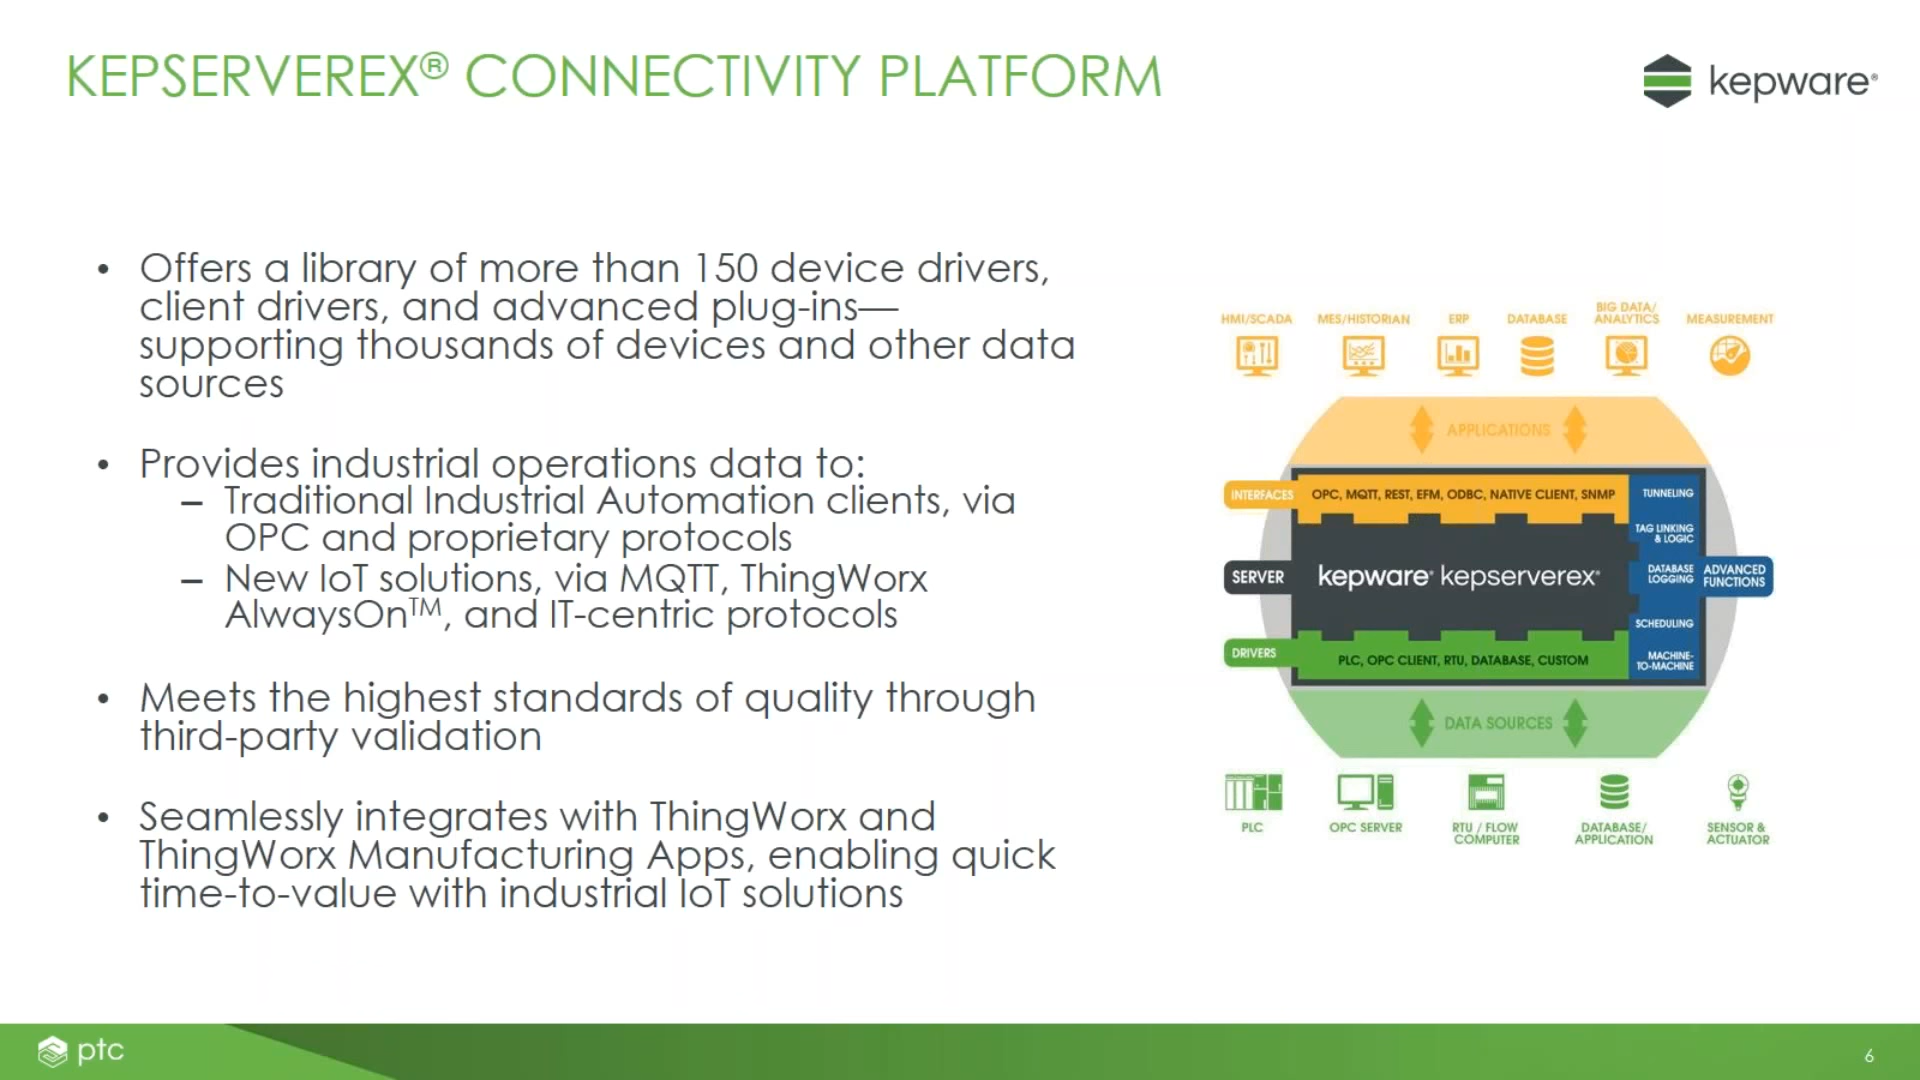 KEPSERVEREX® CONNECTIVITY PLATFORM
kepware®
• Offers a library of more than 150 device drivers,
client drivers, and advanced plug-ins—
supporting thousands of devices and other data
sources
• Provides industrial operations data to:
– Traditional Industrial Automation clients, via
OPC and proprietary protocols
– New IoT solutions, via MQTT, ThingWorx
AlwaysOn™, and IT-centric protocols
• Meets the highest standards of quality through
third-party validation
• Seamlessly integrates with ThingWorx and
ThingWorx Manufacturing Apps, enabling quick
time-to-value with industrial IoT solutions
HMI/SCADA
MES/HISTORIAN
ERP
DATABASE
BIG DATA/
ANALYTICS
MEASUREMENT
APPLICATIONS
INTERFACES
OPC, MQTT, REST, EFM, ODBC, NATIVE CLIENT, SNMP
TUNNELING
TAG LINKING
& LOGIC
SERVER
kepware® kepserverex®
DATABASE
LOGGING
ADVANCED
FUNCTIONS
SCHEDULING
DRIVERS
PLC, OPC CLIENT, RTU, DATABASE, CUSTOM
MACHINE-
TO-MACHINE
DATA SOURCES
PLC
OPC SERVER
RTU / FLOW
COMPUTER
DATABASE/
APPLICATION
SENSOR &
ACTUATOR
ptc
6